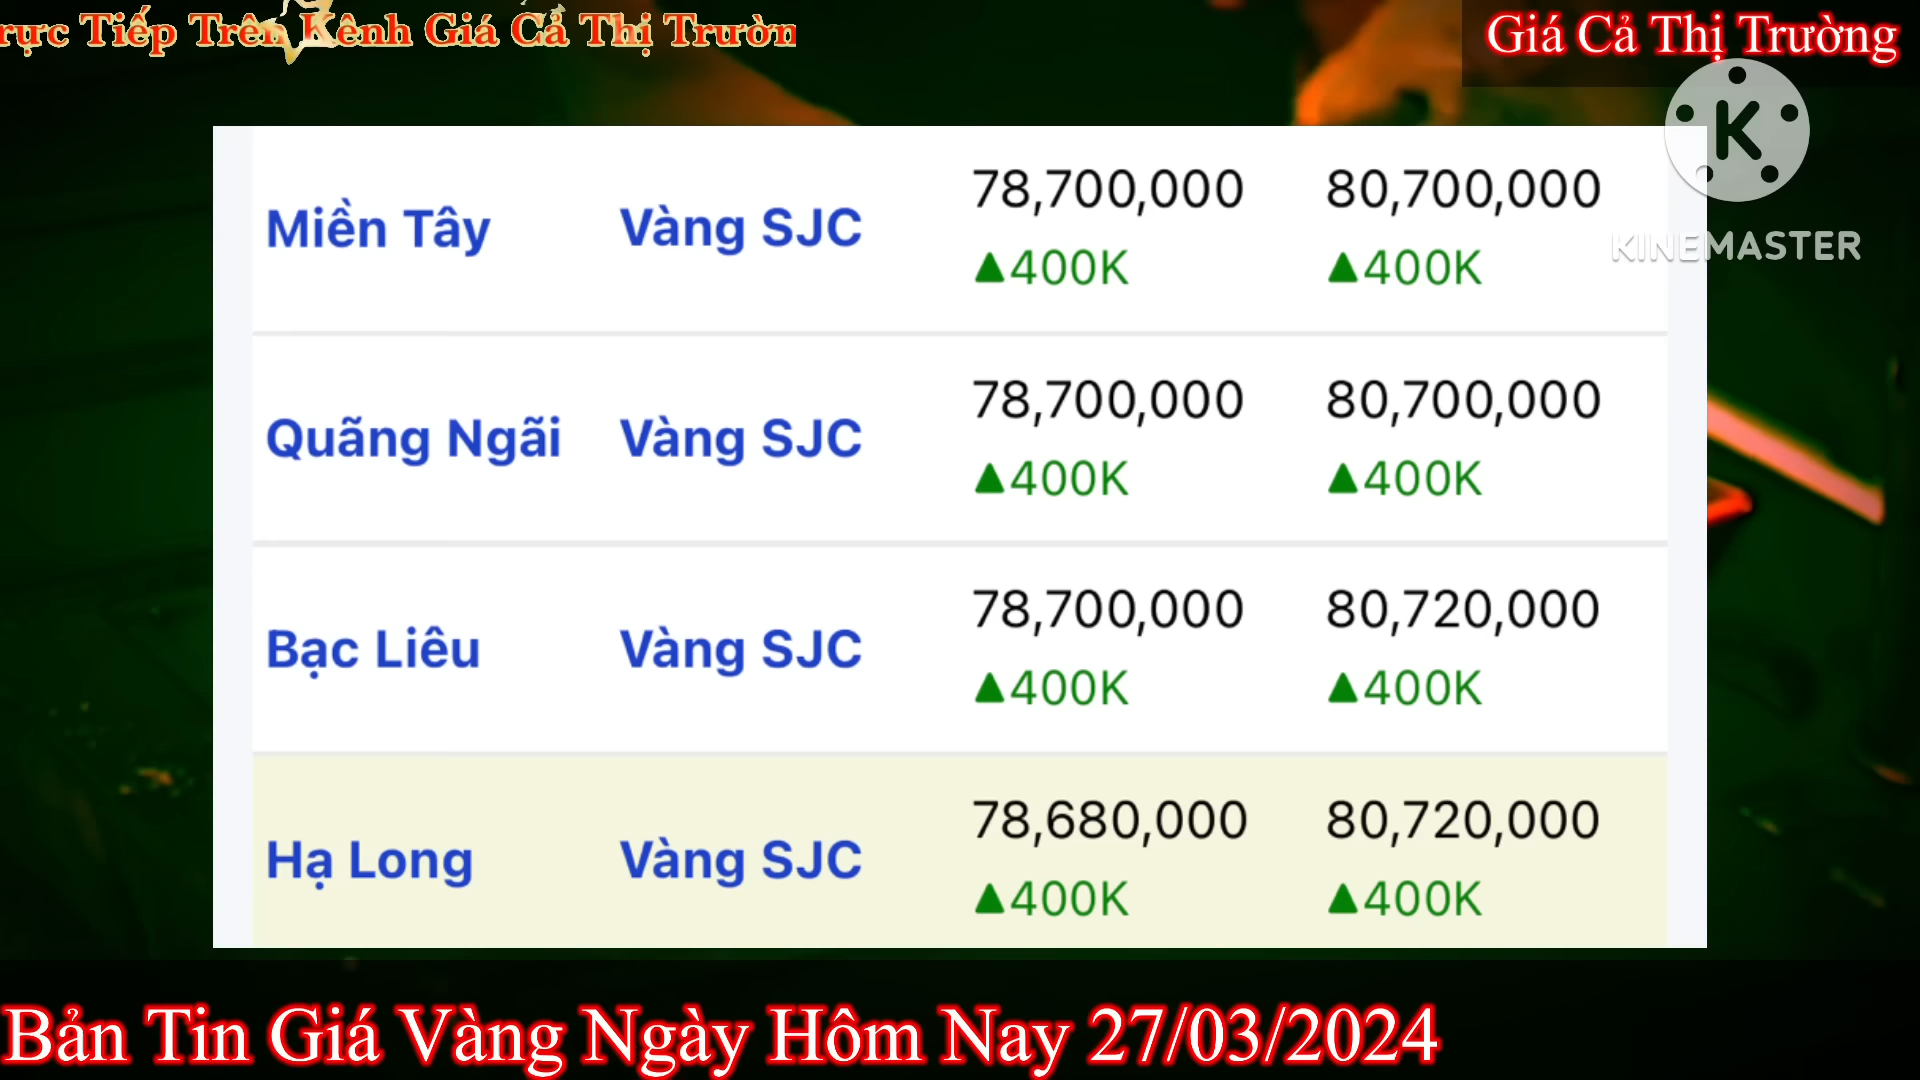 rực Tiếp Trên Kênh Giá Cả Thị Trườn
Giá Cả Thị Trường
K
KINEMASTER
Miền Tây Vàng SJC 78,700,000 80,700,000
▲400K ▲400K
Quãng Ngãi Vàng SJC 78,700,000 80,700,000
▲400K ▲400K
Bạc Liêu Vàng SJC 78,700,000 80,720,000
▲400K ▲400K
Hạ Long Vàng SJC 78,680,000 80,720,000
▲400K ▲400K
Bản Tin Giá Vàng Ngày Hôm Nay 27/03/2024